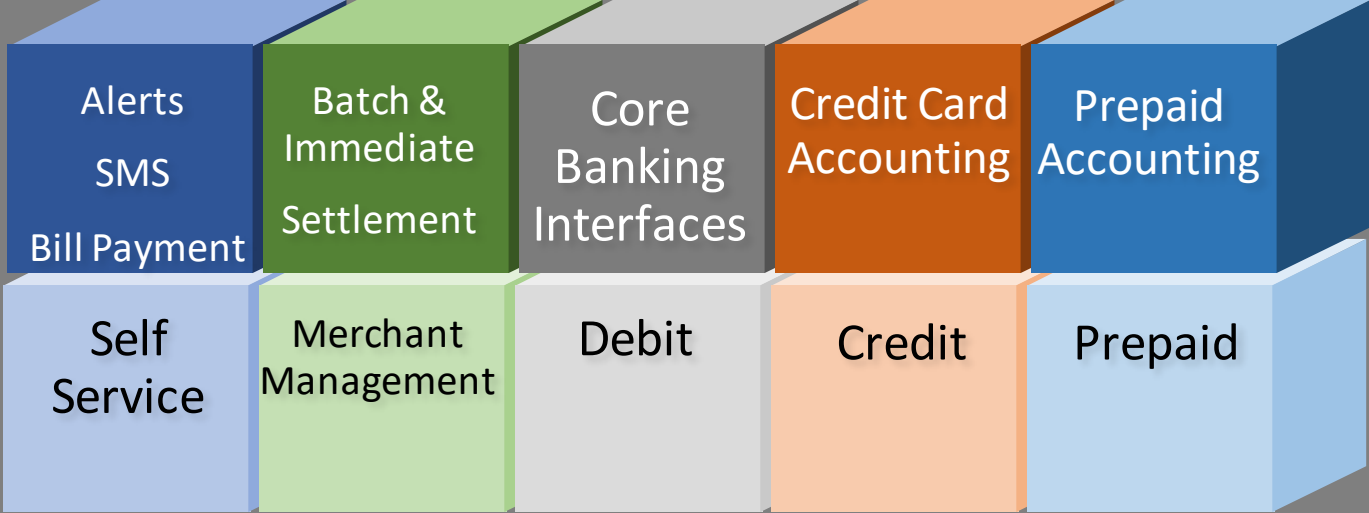 Alerts
SMS
Bill Payment
Batch &
Immediate
Settlement
Core
Banking
Interfaces
Credit Card
Accounting
Prepaid
Accounting
Self
Service
Merchant
Management
Debit
Credit
Prepaid